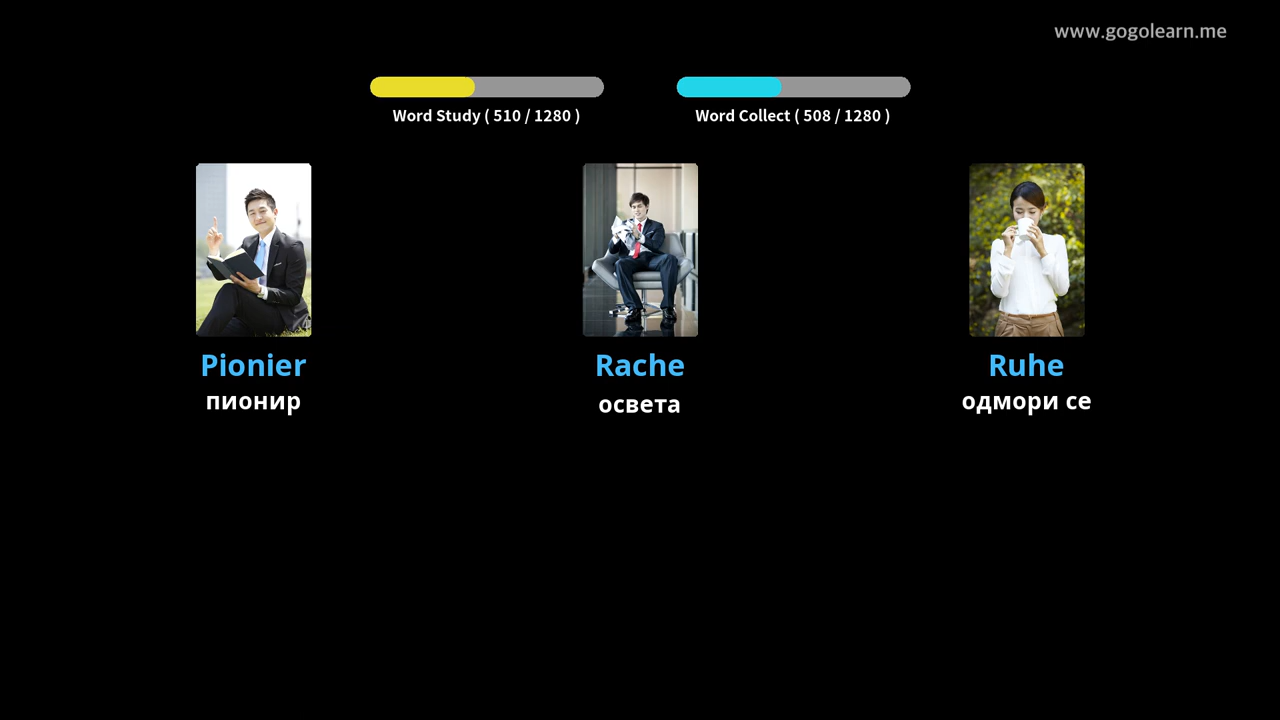 www.gogolearn.me
Word Study ( 510 / 1280 )
Word Collect ( 508 / 1280 )
Pionier
пионир
Rache
освета
Ruhe
одмори се